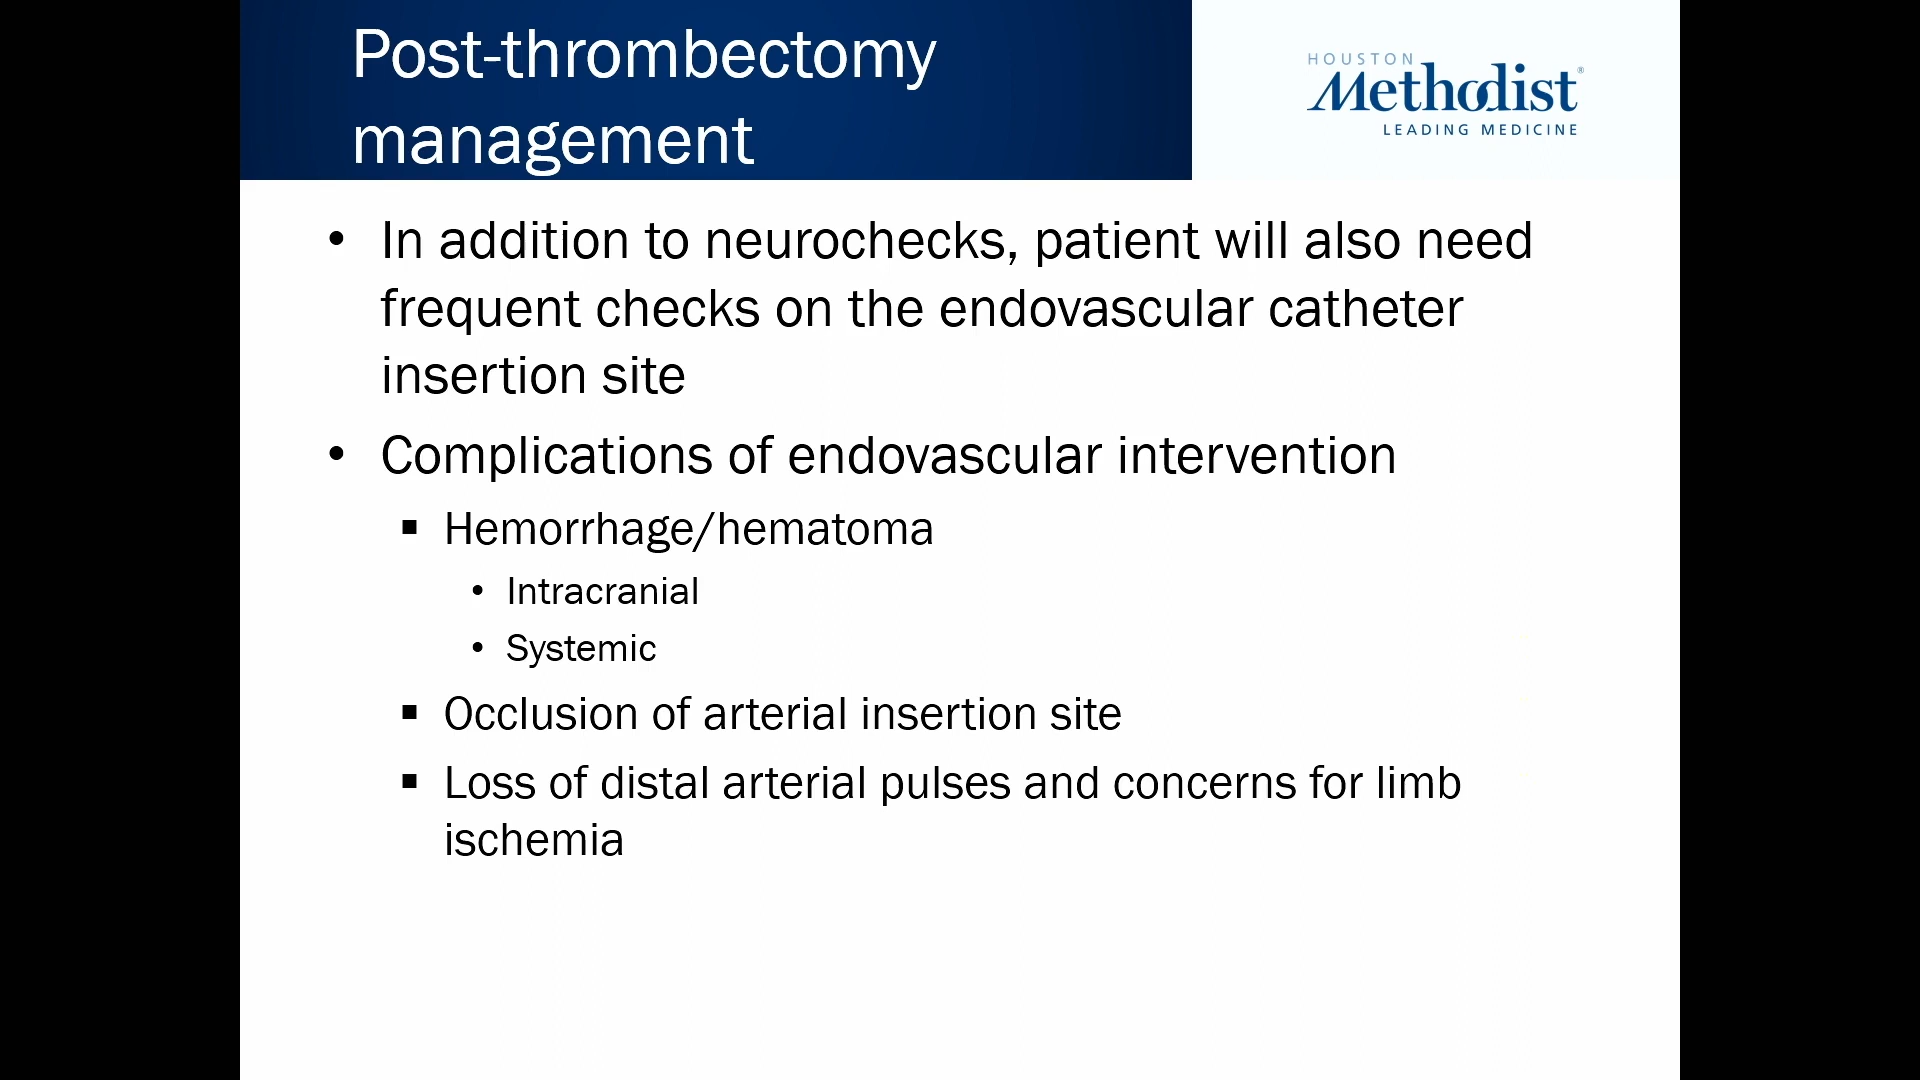 Post-thrombectomy
management
HOUSTON
Methodist®
LEADING MEDICINE
• In addition to neurochecks, patient will also need
frequent checks on the endovascular catheter
insertion site
• Complications of endovascular intervention
▪ Hemorrhage/hematoma
• Intracranial
• Systemic
▪ Occlusion of arterial insertion site
▪ Loss of distal arterial pulses and concerns for limb
ischemia